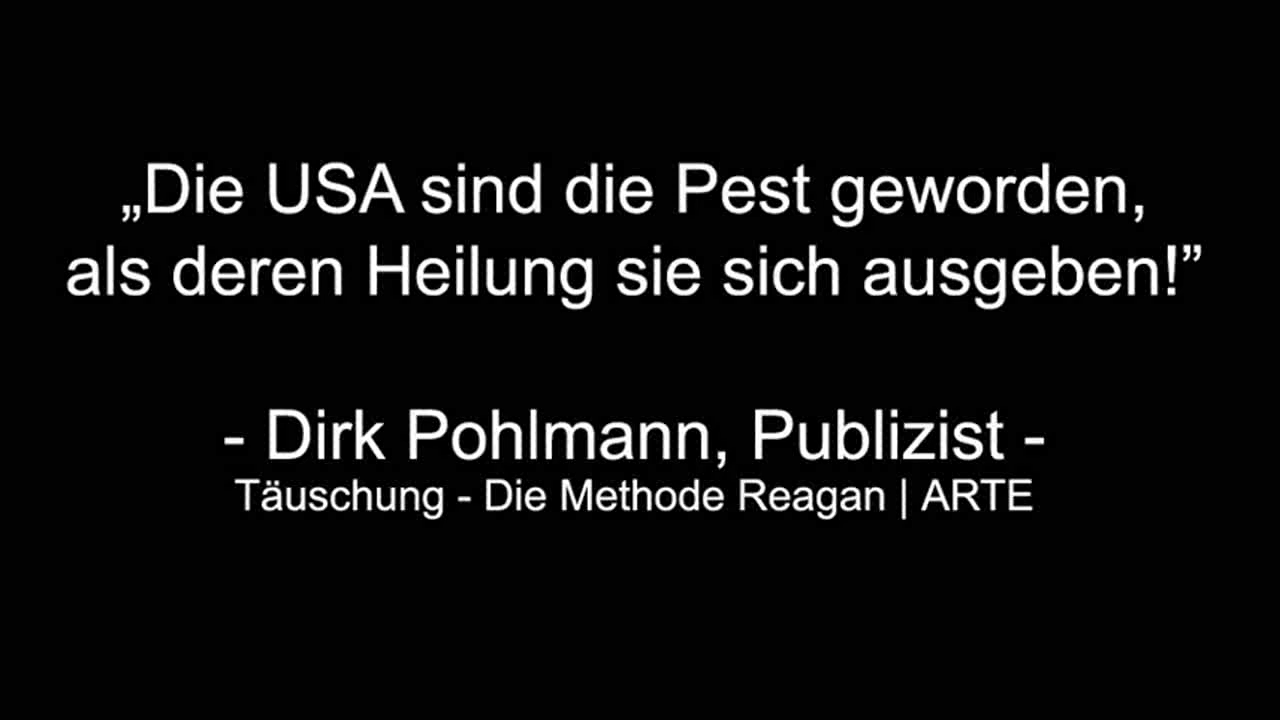 „Die USA sind die Pest geworden,
als deren Heilung sie sich ausgeben!”
- Dirk Pohlmann, Publizist -
Täuschung - Die Methode Reagan | ARTE